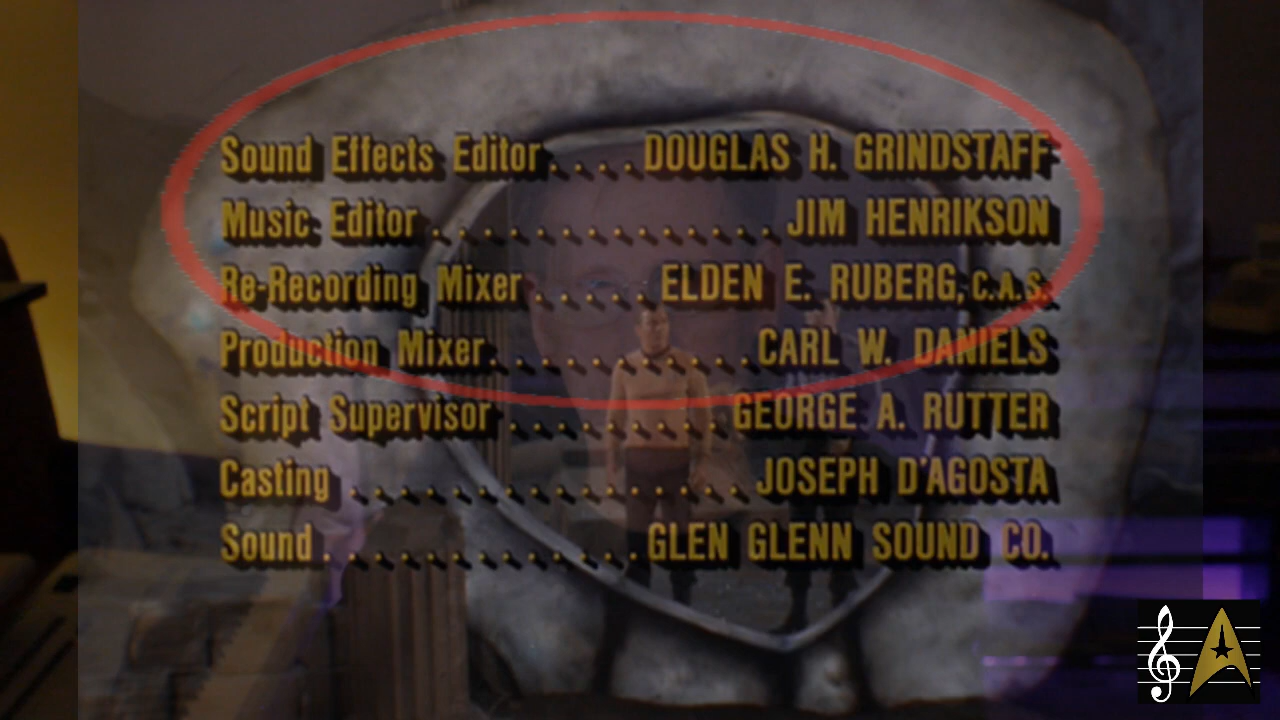 Sound Effects Editor....DOUGLAS H. GRINDSTAFF
Music Editor..............JIM HENRIKSON
Re-Recording Mixer.....ELDEN E. RUBERG, C.A.S.
Production Mixer..........CARL W. DANIELS
Script Supervisor.........GEORGE A. RUTTER
Casting................JOSEPH D'AGOSTA
Sound.............GLEN GLENN SOUND CO.